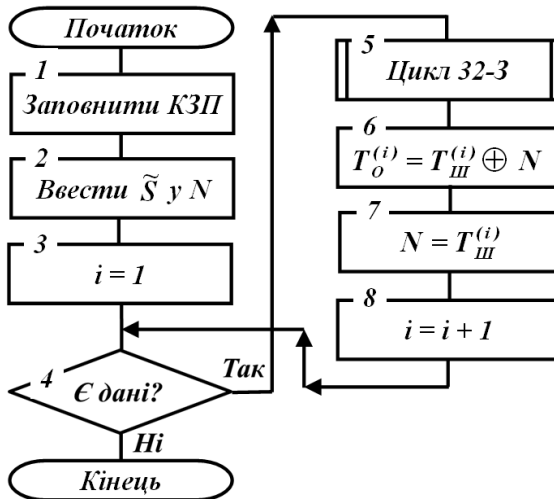 Початок
1
Заповнити КЗП
2
Ввести S̃ у N
3
i = 1
4
Є дані?
Так
Ні
Кінець
5
Цикл 32-З
6
T_O^(i) = T_Ш^(i) ⊕ N
7
N = T_Ш^(i)
8
i = i + 1